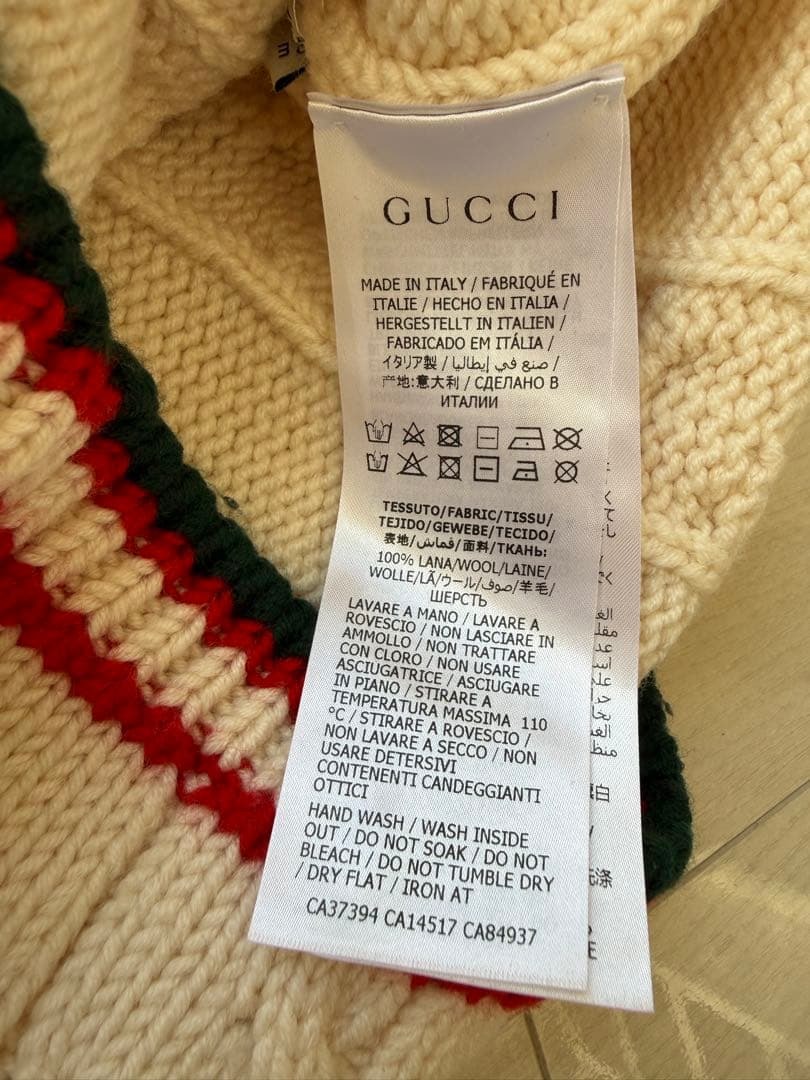 GUCCI
MADE IN ITALY / FABRIQUÉ EN
ITALIE / HECHO EN ITALIA /
HERGESTELLT IN ITALIEN /
FABRICADO EM ITÁLIA /
イタリア製 / صنع في إيطاليا /
产地:意大利 / СДЕЛАНО В
ИТАЛИИ
TESSUTO/FABRIC/TISSU/
TEJIDO/GEWEBE/TECIDO/
表地/قماش/面料/ТКАНЬ:
100% LANA/WOOL/LAINE/
WOLLE/LÃ/ウール/صوف/羊毛/
ШЕРСТЬ
LAVARE A MANO / LAVARE A
ROVESCIO / NON LASCIARE IN
AMMOLLO / NON TRATTARE
CON CLORO / NON USARE
ASCIUGATRICE / ASCIUGARE
IN PIANO / STIRARE A
TEMPERATURA MASSIMA 110
°C / STIRARE A ROVESCIO /
NON LAVARE A SECCO / NON
USARE DETERSIVI
CONTENENTI CANDEGGIANTI
OTTICI
HAND WASH / WASH INSIDE
OUT / DO NOT SOAK / DO NOT
BLEACH / DO NOT TUMBLE DRY
/ DRY FLAT / IRON AT
CA37394 CA14517 CA84937